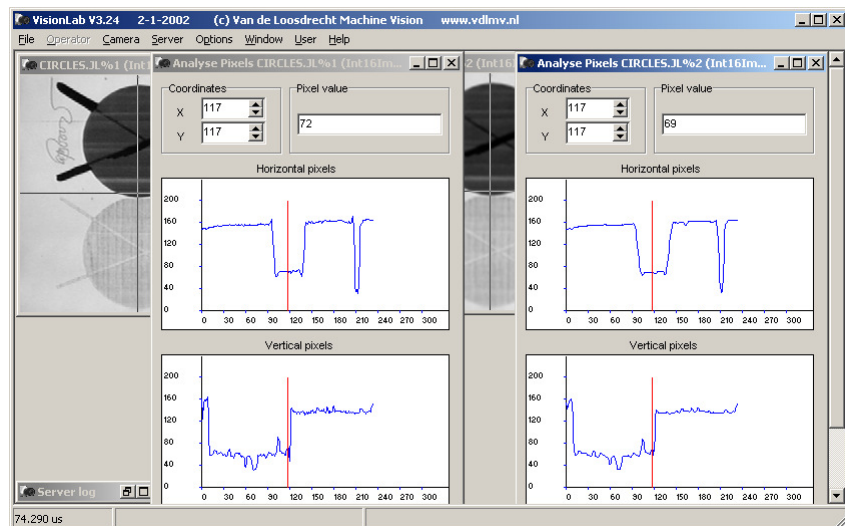 VisionLab V3.24 2-1-2002 (c) Van de Loosdrecht Machine Vision www.vdlmv.nl
File Operator Camera Server Options Window User Help
CIRCLES.JL%1 (Int1
Analyse Pixels CIRCLES.JL%1 (Int16Im...
2 (Int16I
Analyse Pixels CIRCLES.JL%2 (Int16Im...
Coordinates
X 117
Y 117
Pixel value
72
Horizontal pixels
200
160
120
80
40
0
0 30 60 90 120 150 180 210 240 270 300
Vertical pixels
200
160
120
80
40
0
0 30 60 90 120 150 180 210 240 270 300
Coordinates
X 117
Y 117
Pixel value
69
Horizontal pixels
200
160
120
80
40
0
0 30 60 90 120 150 180 210 240 270 300
Vertical pixels
200
160
120
80
40
0
0 30 60 90 120 150 180 210 240 270 300
Server log
74.290 us